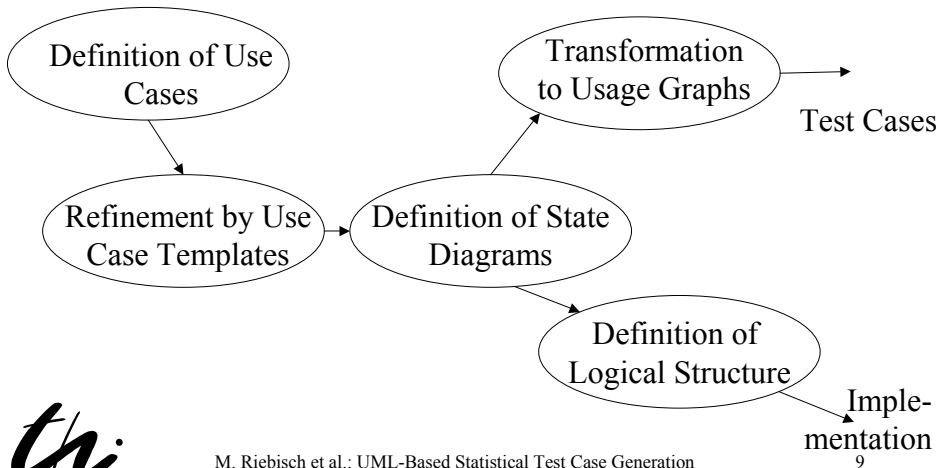 Definition of Use
Cases
Transformation
to Usage Graphs
Test Cases
Refinement by Use
Case Templates
Definition of State
Diagrams
Definition of
Logical Structure
Imple-
mentation
thi
M. Riebisch et al.: UML-Based Statistical Test Case Generation
9